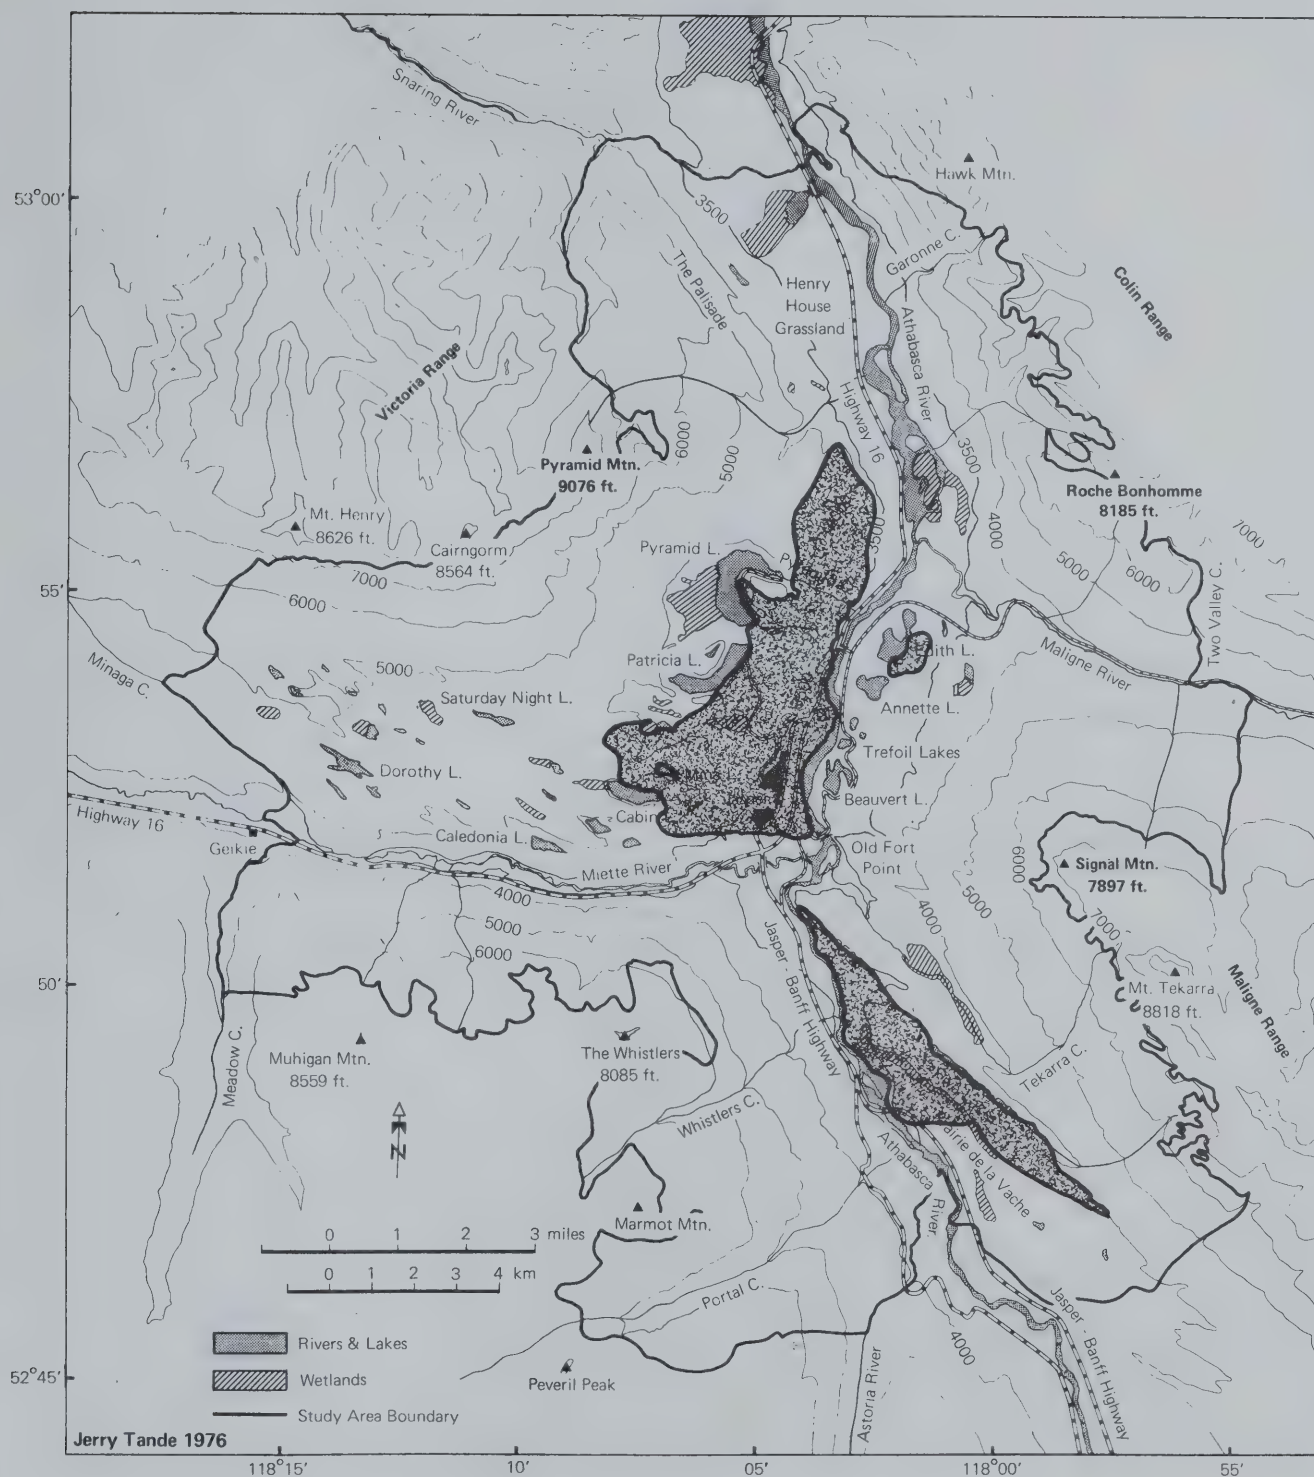 Snaring River
Hawk Mtn.
53°00'
3500
The Palisade
Garonne C.
Colin Range
Henry
House
Grassland
Athabasca River
Victoria Range
Highway 16
6000
5000
3500
Pyramid Mtn.
9076 ft.
Roche Bonhomme
8185 ft.
Mt. Henry
8626 ft.
4000
7000
Cairngorm
8564 ft.
Pyramid L.
3500
5000
6000
7000
55'
6000
Two Valley C.
Minaga C.
5000
Patricia L.
Edith L.
Maligne River
Saturday Night L.
Annette L.
Trefoil Lakes
Dorothy L.
Mina L.
Beauvert L.
Highway 16
Cabin
Caledonia L.
Geikie
Old Fort
Point
Miette River
6000
Signal Mtn.
7897 ft.
4000
5000
4000
5000
6000
7000
Jasper - Banff Highway
50'
Mt. Tekarra
8818 ft.
Maligne Range
Muhigan Mtn.
8559 ft.
The Whistlers
8085 ft.
Meadow C.
Tekarra C.
Whistlers C.
N
Athabasca River
Prairie de la Vache
Marmot Mtn.
0 1 2 3 miles
0 1 2 3 4 km
Portal C.
Jasper - Banff Highway
4000
Rivers & Lakes
Wetlands
Study Area Boundary
52°45'
Peveril Peak
Astoria River
Jerry Tande 1976
118°15' 10' 05' 118°00' 55'